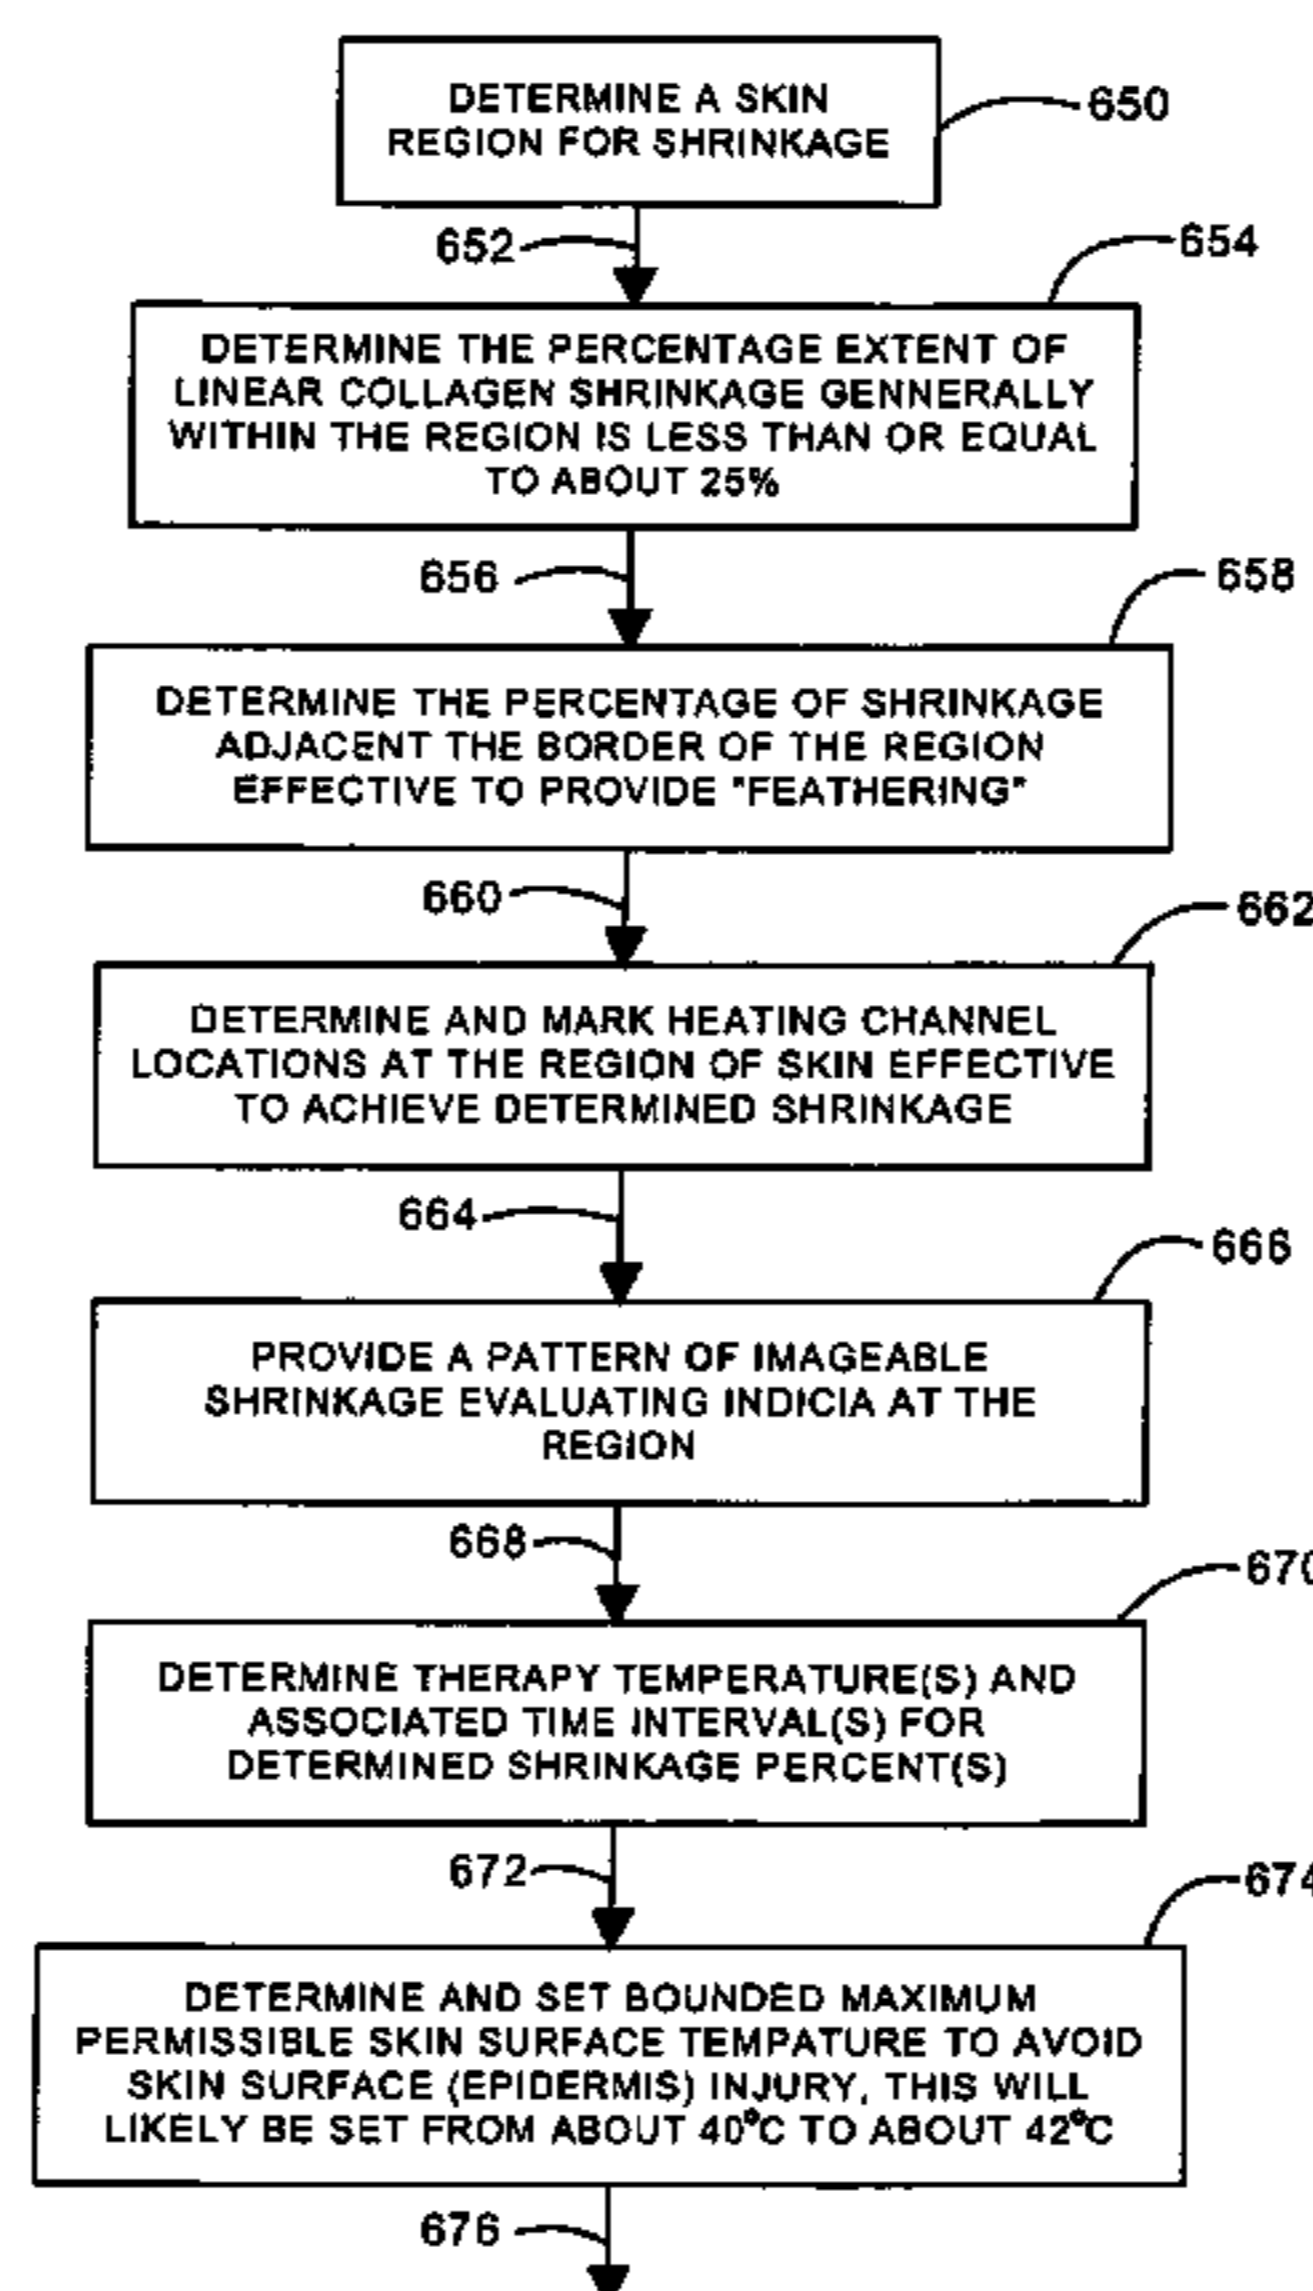 DETERMINE A SKIN
REGION FOR SHRINKAGE
650
652
654
DETERMINE THE PERCENTAGE EXTENT OF
LINEAR COLLAGEN SHRINKAGE GENNERALLY
WITHIN THE REGION IS LESS THAN OR EQUAL
TO ABOUT 25%
656
658
DETERMINE THE PERCENTAGE OF SHRINKAGE
ADJACENT THE BORDER OF THE REGION
EFFECTIVE TO PROVIDE "FEATHERING"
660
662
DETERMINE AND MARK HEATING CHANNEL
LOCATIONS AT THE REGION OF SKIN EFFECTIVE
TO ACHIEVE DETERMINED SHRINKAGE
664
666
PROVIDE A PATTERN OF IMAGEABLE
SHRINKAGE EVALUATING INDICIA AT THE
REGION
668
670
DETERMINE THERAPY TEMPERATURE(S) AND
ASSOCIATED TIME INTERVAL(S) FOR
DETERMINED SHRINKAGE PERCENT(S)
672
674
DETERMINE AND SET BOUNDED MAXIMUM
PERMISSIBLE SKIN SURFACE TEMPATURE TO AVOID
SKIN SURFACE (EPIDERMIS) INJURY, THIS WILL
LIKELY BE SET FROM ABOUT 40°C TO ABOUT 42°C
676